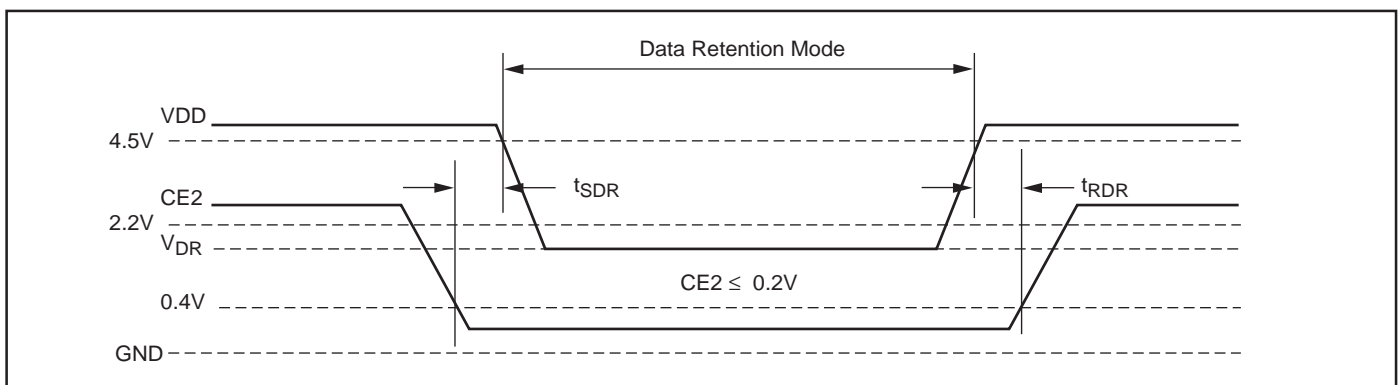 Data Retention Mode
VDD
4.5V
tSDR
tRDR
CE2
2.2V
VDR
CE2 ≤ 0.2V
0.4V
GND